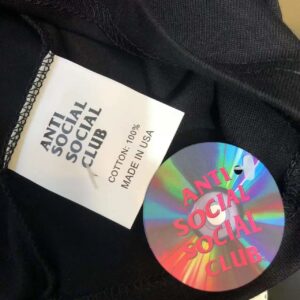 ANTI
SOCIAL
SOCIAL
CLUB
COTTON: 100%
MADE IN USA
ANTI
SOCIAL
SOCIAL
CLUB